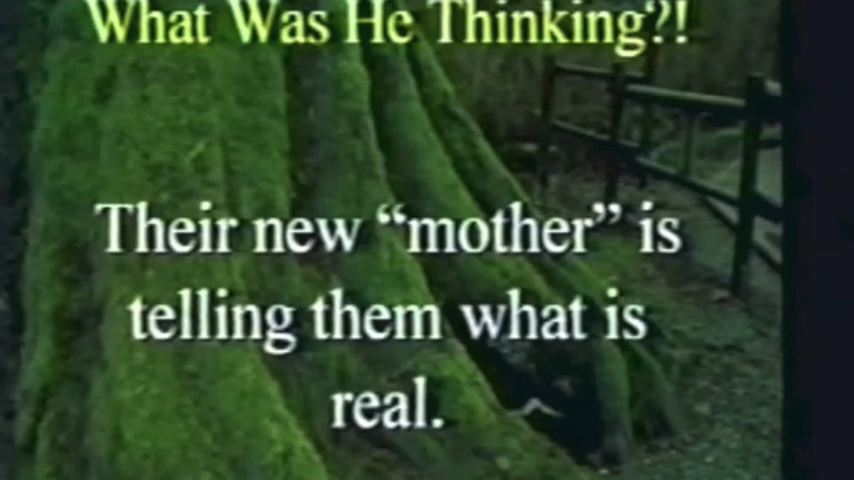 What Was He Thinking?!
Their new “mother” is
telling them what is
real.